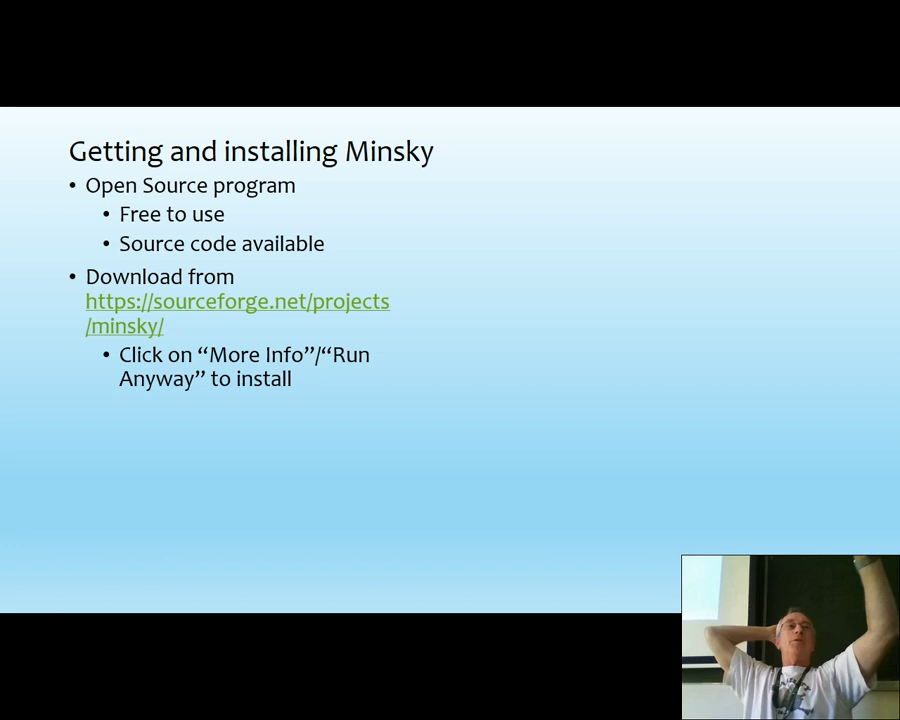 Getting and installing Minsky
• Open Source program
• Free to use
• Source code available
• Download from
https://sourceforge.net/projects
/minsky/
• Click on “More Info”/“Run
Anyway” to install